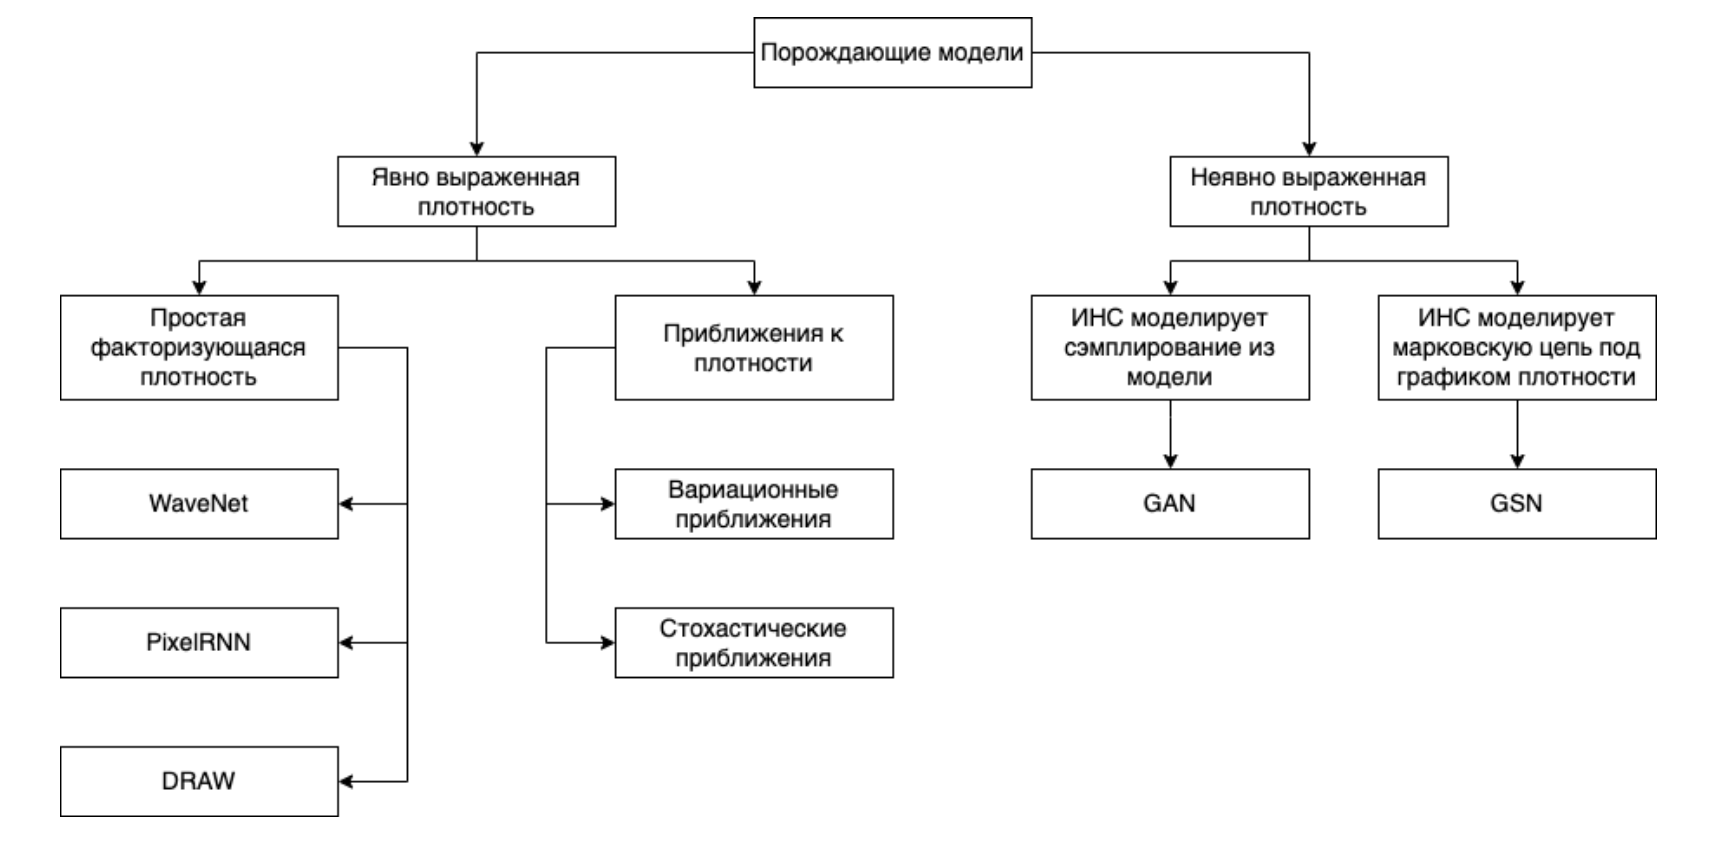 Порождающие модели
Явно выраженная
плотность
Неявно выраженная
плотность
Простая
факторизующаяся
плотность
Приближения к
плотности
ИНС моделирует
сэмплирование из
модели
ИНС моделирует
марковскую цепь под
графиком плотности
WaveNet
Вариационные
приближения
GAN
GSN
PixelRNN
Стохастические
приближения
DRAW